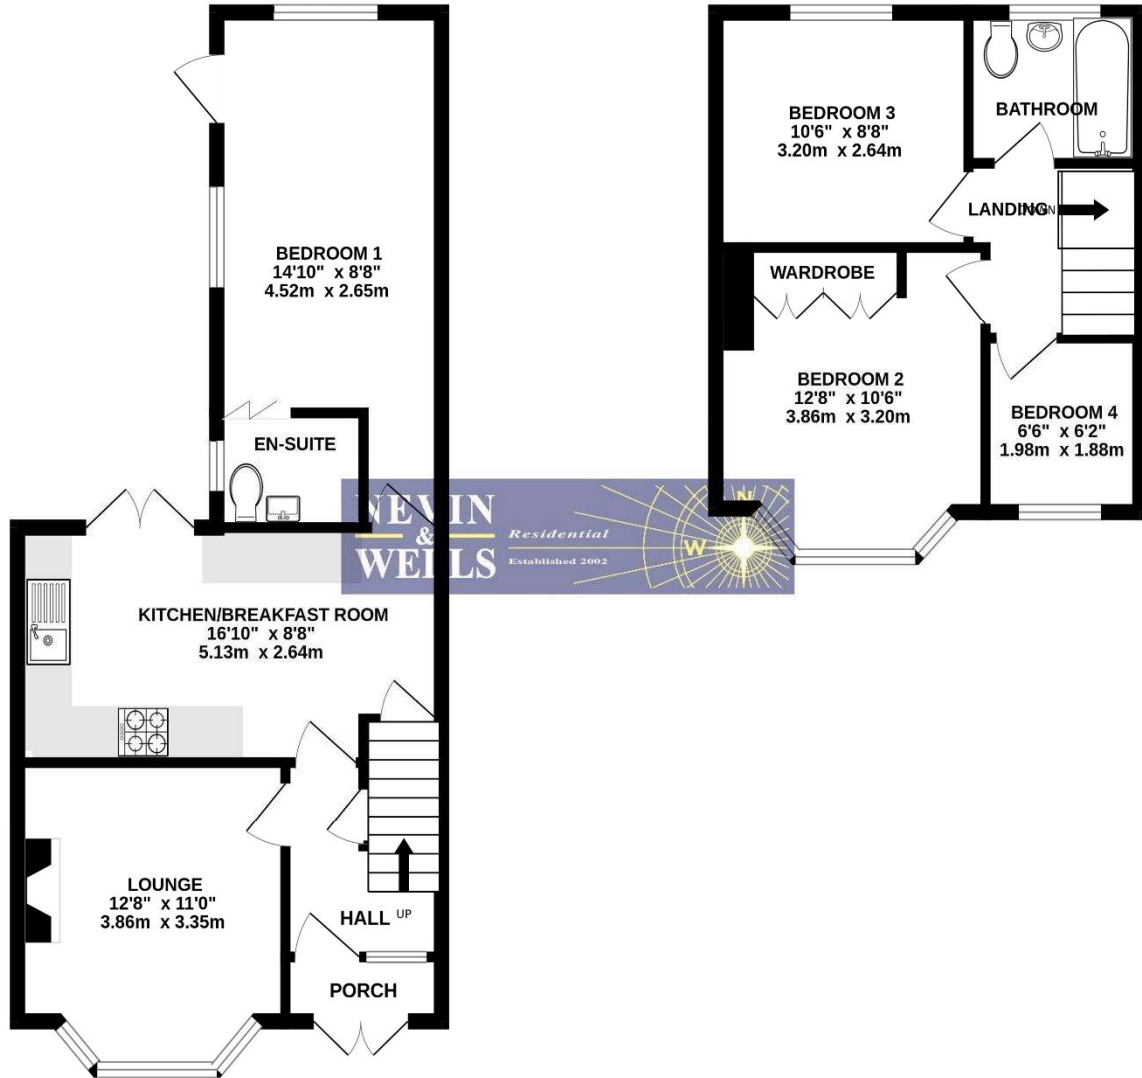 BEDROOM 1
14'10" x 8'8"
4.52m x 2.65m
EN-SUITE
KITCHEN/BREAKFAST ROOM
16'10" x 8'8"
5.13m x 2.64m
LOUNGE
12'8" x 11'0"
3.86m x 3.35m
HALL
UP
PORCH
BEDROOM 3
10'6" x 8'8"
3.20m x 2.64m
BATHROOM
LANDING
DOWN
WARDROBE
BEDROOM 2
12'8" x 10'6"
3.86m x 3.20m
BEDROOM 4
6'6" x 6'2"
1.98m x 1.88m
NEVIN
&
WELLS
Residential
Established 2002
N
W